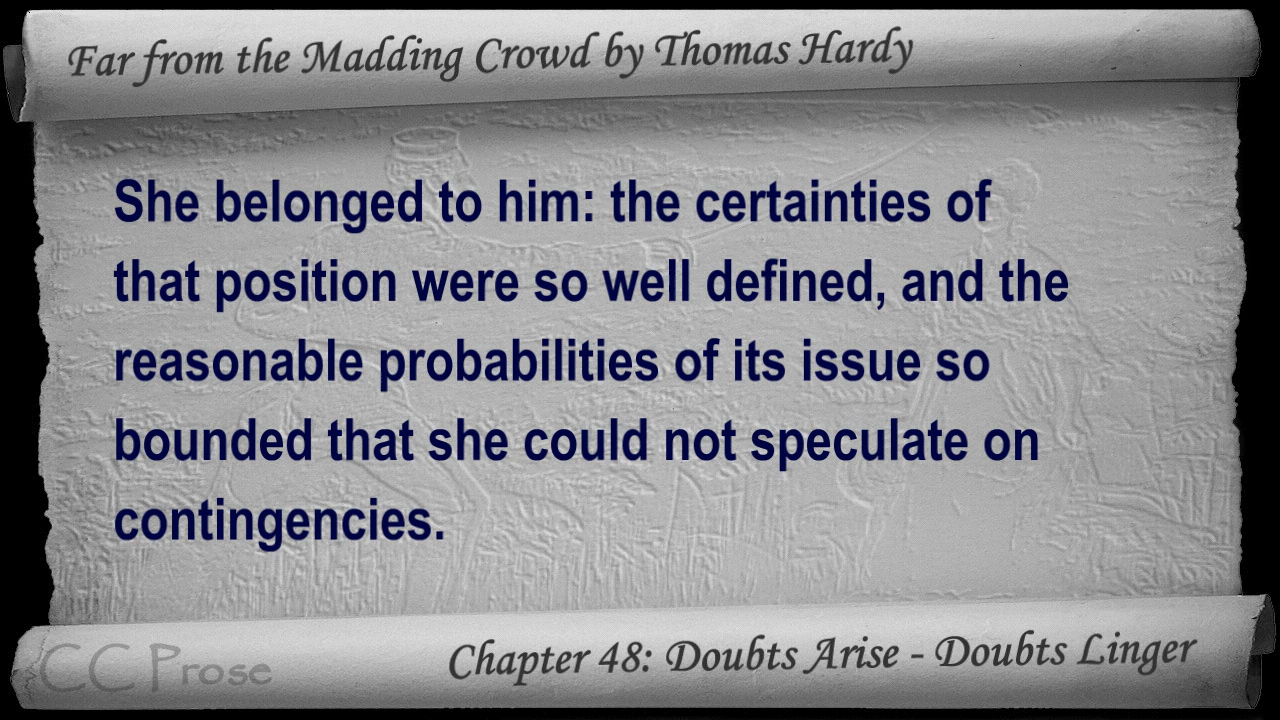 Far from the Madding Crowd by Thomas Hardy
She belonged to him: the certainties of
that position were so well defined, and the
reasonable probabilities of its issue so
bounded that she could not speculate on
contingencies.
CC Prose
Chapter 48: Doubts Arise - Doubts Linger